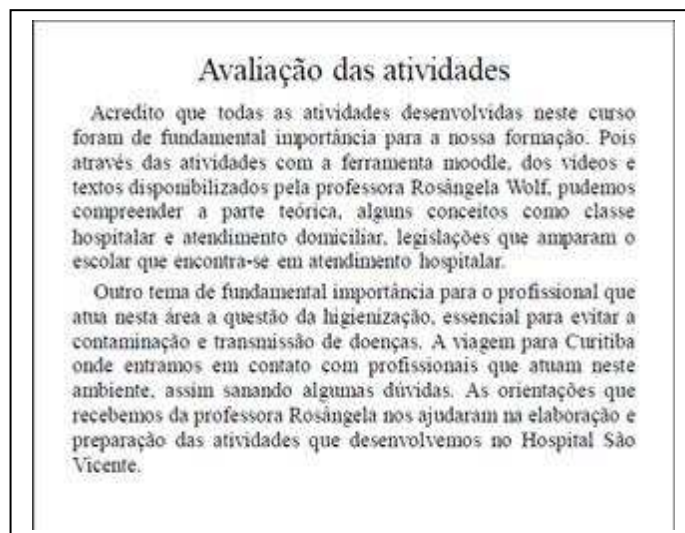 Avaliação das atividades
Acredito que todas as atividades desenvolvidas neste curso
foram de fundamental importância para a nossa formação. Pois
através das atividades com a ferramenta moodle, dos vídeos e
textos disponibilizados pela professora Rosângela Wolf, pudemos
compreender a parte teórica, alguns conceitos como classe
hospitalar e atendimento domiciliar, legislações que amparam o
escolar que encontra-se em atendimento hospitalar.
Outro tema de fundamental importância para o profissional que
atua nesta área a questão da higienização, essencial para evitar a
contaminação e transmissão de doenças. A viagem para Curitiba
onde entramos em contato com profissionais que atuam neste
ambiente, assim sanando algumas dúvidas. As orientações que
recebemos da professora Rosângela nos ajudaram na elaboração e
preparação das atividades que desenvolvemos no Hospital São
Vicente.